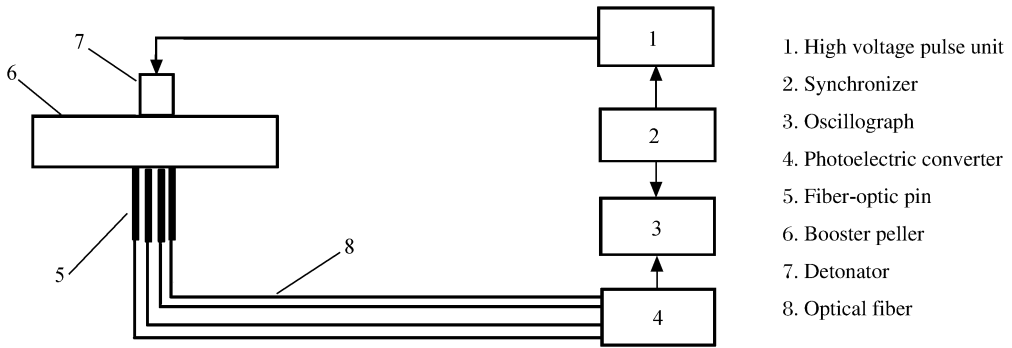 7
1
1. High voltage pulse unit
6
2. Synchronizer
2
3. Oscillograph
4. Photoelectric converter
5. Fiber-optic pin
3
6. Booster peller
5
8
7. Detonator
4
8. Optical fiber